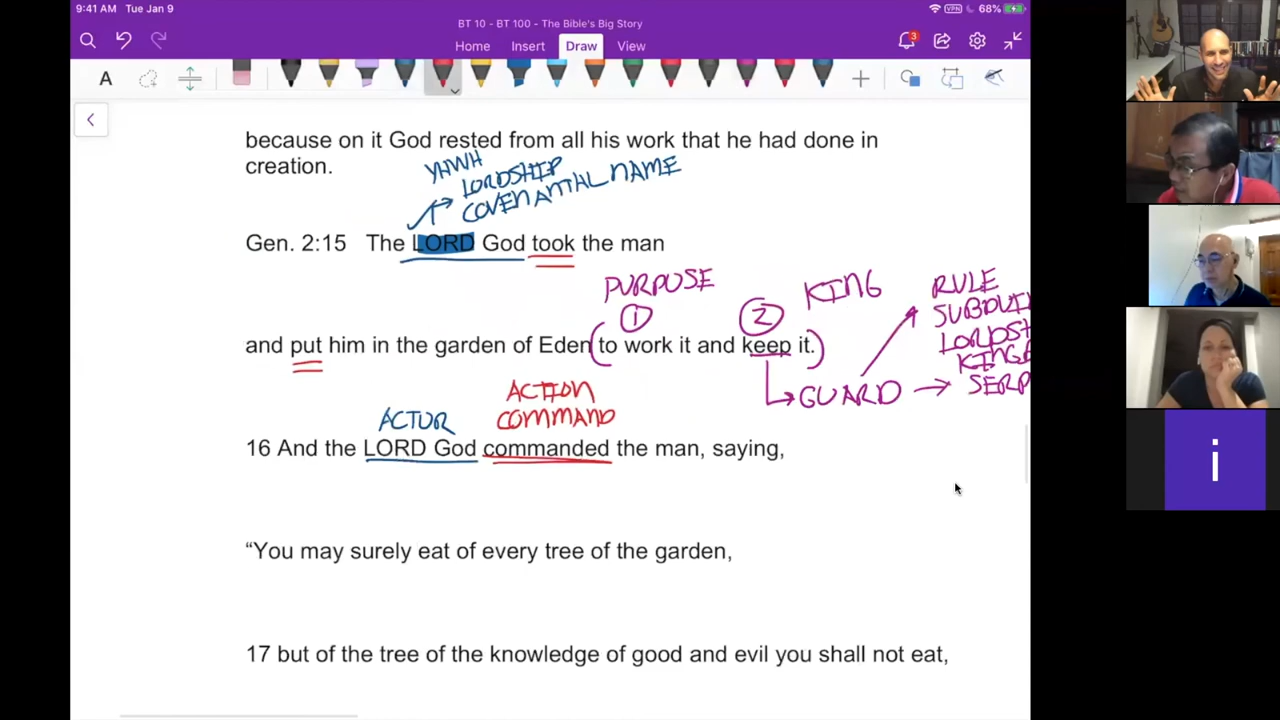 9:41 AM Tue Jan 9
VPN 68%
BT 10 - BT 100 - The Bible's Big Story
Home Insert Draw View
3
A
because on it God rested from all his work that he had done in
creation.
YHWH
LORDSHIP
COVENANTAL NAME
Gen. 2:15 The LORD God took the man
PURPOSE
1
2
KING
RULE
and put him in the garden of Eden (to work it and keep it.)
GUARD
ACTION
COMMAND
ACTOR
16 And the LORD God commanded the man, saying,
i
“You may surely eat of every tree of the garden,
17 but of the tree of the knowledge of good and evil you shall not eat,